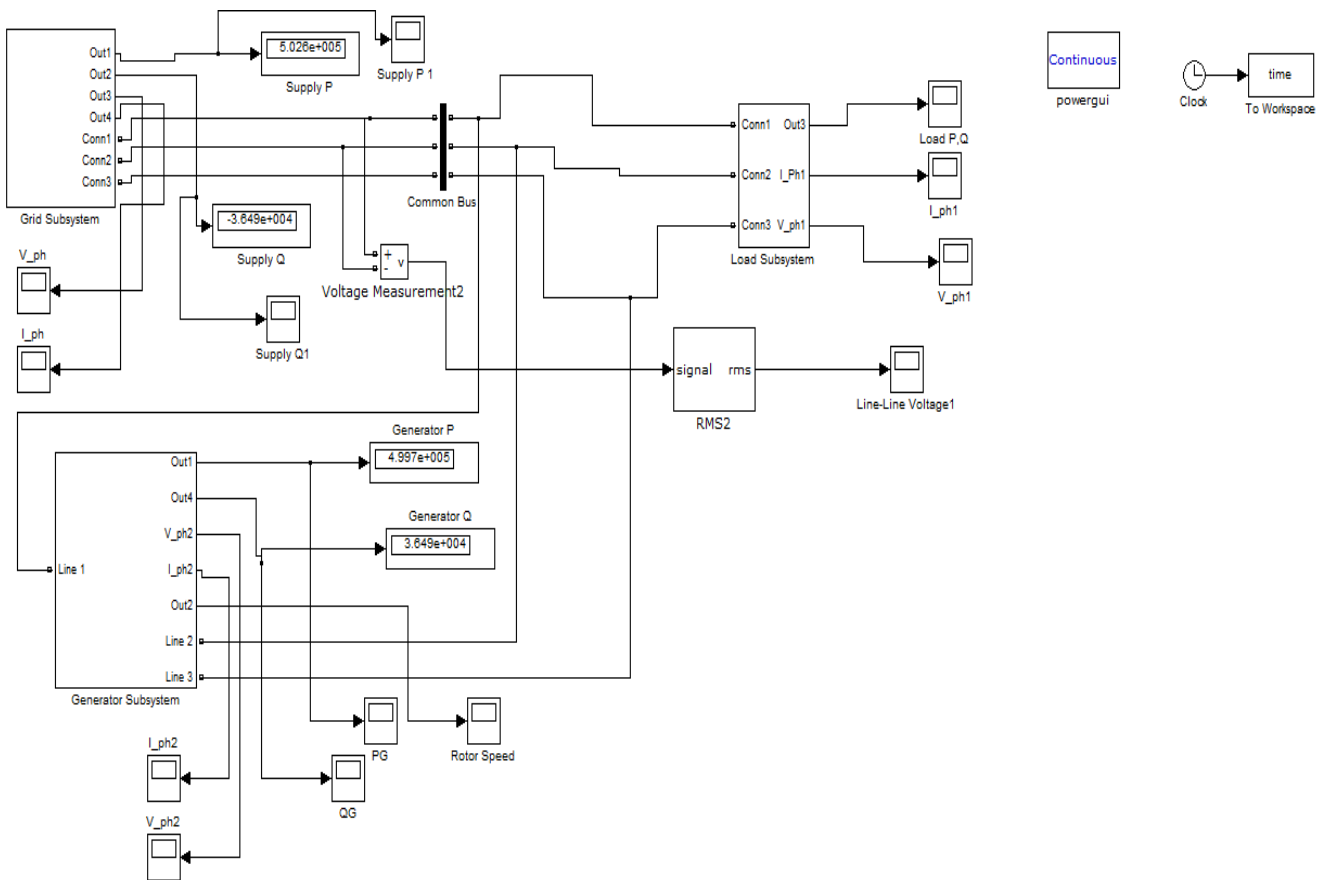 Out1
Out2
Out3
Out4
Conn1
Conn2
Conn3
Grid Subsystem
5.026e+005
Supply P
Supply P 1
-3.649e+004
Supply Q
Supply Q1
V_ph
I_ph
Common Bus
+
-
v
Voltage Measurement2
Conn1
Conn2
Conn3
Out3
I_Ph1
V_ph1
Load Subsystem
Load P,Q
I_ph1
V_ph1
Continuous
powergui
Clock
time
To Workspace
signal rms
RMS2
Line-Line Voltage1
Generator P
4.997e+005
Generator Q
3.649e+004
Line 1
Out1
Out4
V_ph2
I_ph2
Out2
Line 2
Line 3
Generator Subsystem
PG
Rotor Speed
QG
I_ph2
V_ph2